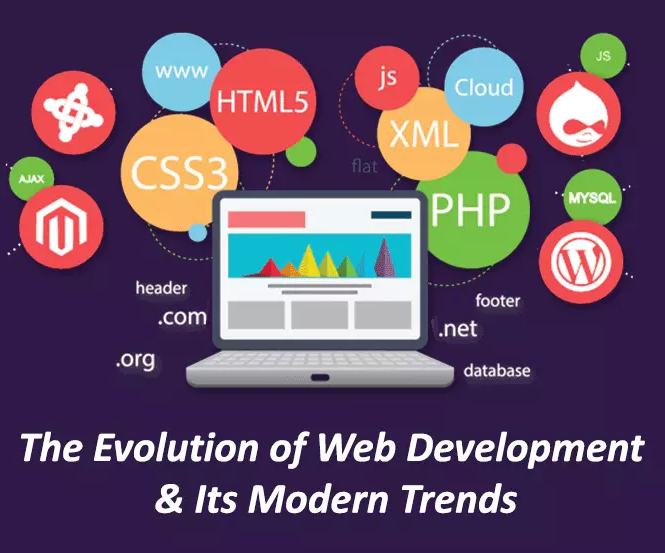 www
HTML5
js
Cloud
JS
XML
flat
CSS3
AJAX
PHP
MYSQL
header
.com
.org
footer
.net
database
The Evolution of Web Development
& Its Modern Trends